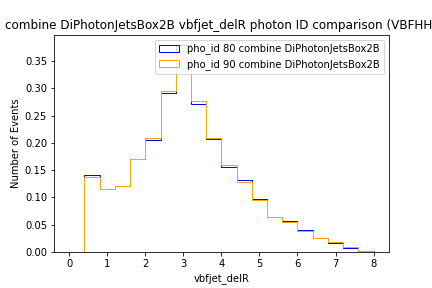 combine DiPhotonJetsBox2B vbfjet_delR photon ID comparison (VBFHH
pho_id 80 combine DiPhotonJetsBox2B
pho_id 90 combine DiPhotonJetsBox2B
Number of Events
0.35
0.30
0.25
0.20
0.15
0.10
0.05
0.00
0 1 2 3 4 5 6 7 8
vbfjet_delR